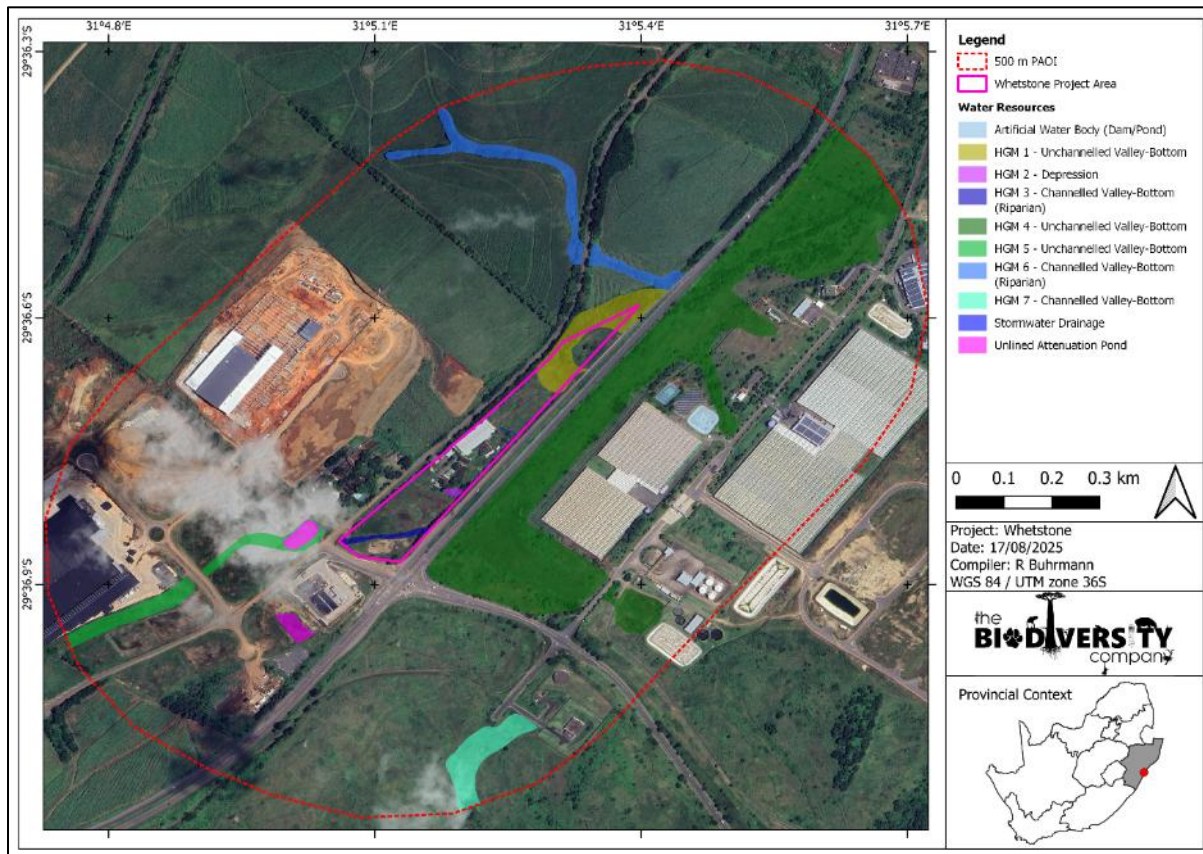 31°4.8'E
31°5.1'E
31°5.4'E
31°5.7'E
29°36.3'S
29°36.6'S
29°36.9'S
Legend
500 m PAOI
Whetstone Project Area
Water Resources
Artificial Water Body (Dam/Pond)
HGM 1 - Unchannelled Valley-Bottom
HGM 2 - Depression
HGM 3 - Channelled Valley-Bottom
(Riparian)
HGM 4 - Unchannelled Valley-Bottom
HGM 5 - Unchannelled Valley-Bottom
HGM 6 - Channelled Valley-Bottom
(Riparian)
HGM 7 - Channelled Valley-Bottom
Stormwater Drainage
Unlined Attenuation Pond
0 0.1 0.2 0.3 km
Project: Whetstone
Date: 17/08/2025
Compiler: R Buhrmann
WGS 84 / UTM zone 36S
the
BIODIVERSITY
company
Provincial Context